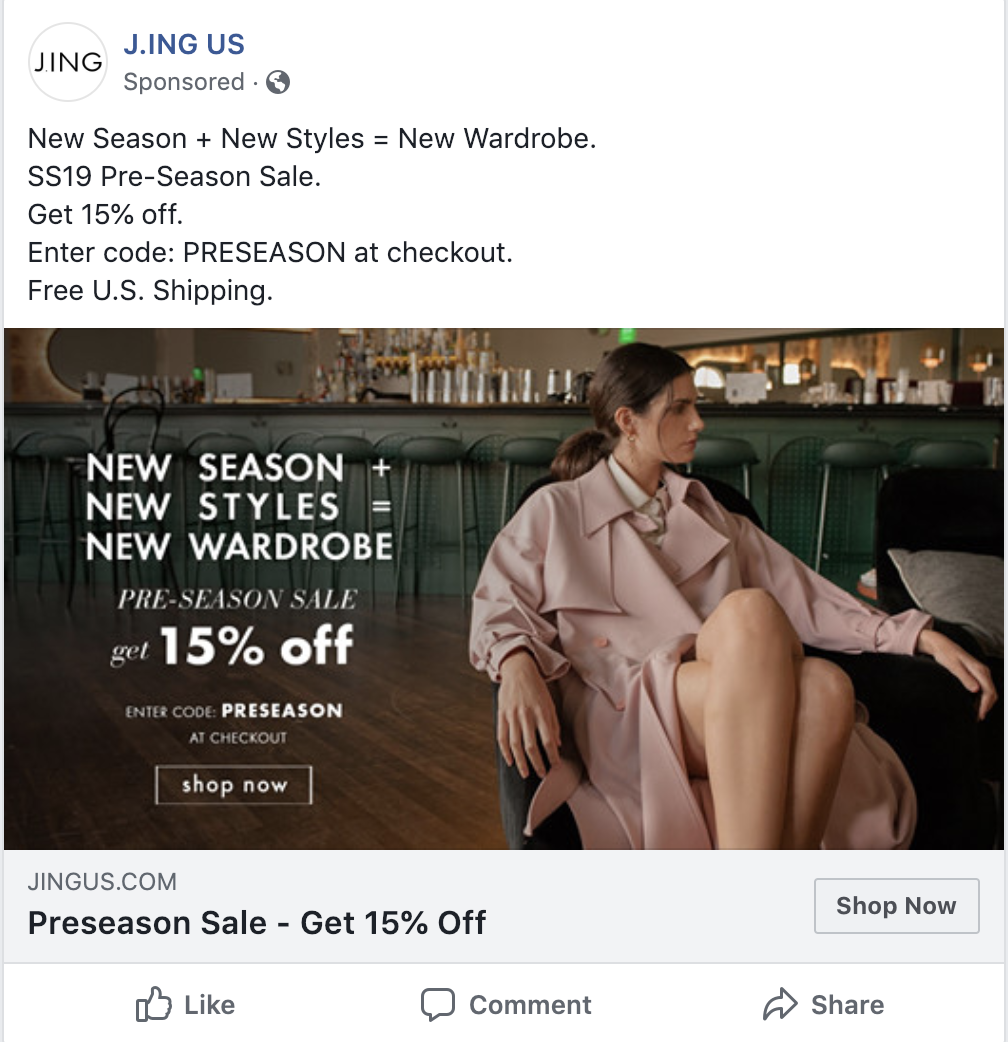 J.ING
J.ING US
Sponsored ·
New Season + New Styles = New Wardrobe.
SS19 Pre-Season Sale.
Get 15% off.
Enter code: PRESEASON at checkout.
Free U.S. Shipping.
NEW SEASON +
NEW STYLES =
NEW WARDROBE
PRE-SEASON SALE
get 15% off
ENTER CODE: PRESEASON
AT CHECKOUT
shop now
JINGUS.COM
Preseason Sale - Get 15% Off
Shop Now
Like Comment Share